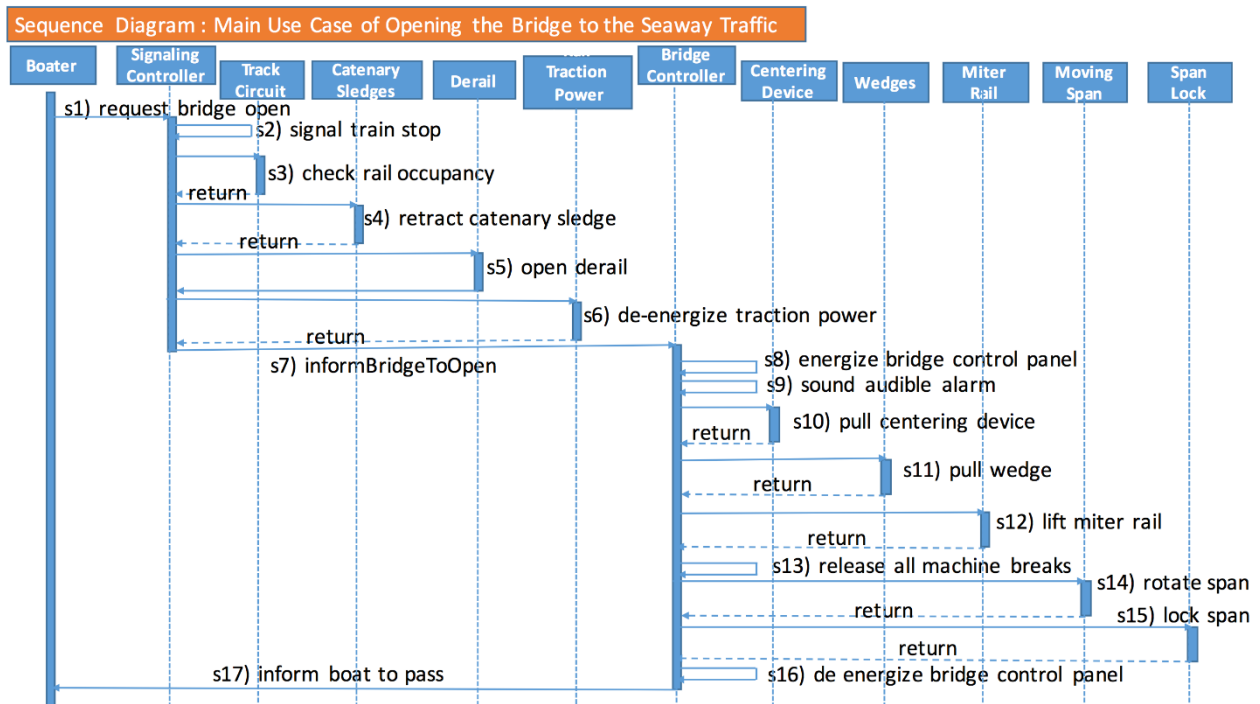 Sequence Diagram : Main Use Case of Opening the Bridge to the Seaway Traffic
Boater
Signaling
Controller
Track
Circuit
Catenary
Sledges
Derail
Traction
Power
Bridge
Controller
Centering
Device
Wedges
Miter
Rail
Moving
Span
Span
Lock
s1) request bridge open
s2) signal train stop
s3) check rail occupancy
return
s4) retract catenary sledge
return
s5) open derail
s6) de-energize traction power
return
s7) informBridgeToOpen
s8) energize bridge control panel
s9) sound audible alarm
s10) pull centering device
return
s11) pull wedge
return
s12) lift miter rail
return
s13) release all machine breaks
s14) rotate span
return
s15) lock span
return
s16) de energize bridge control panel
s17) inform boat to pass